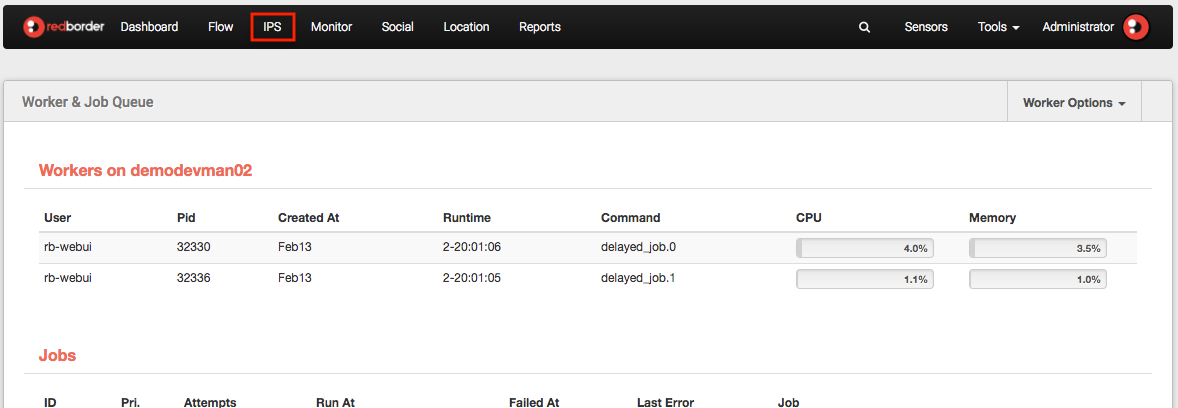 redborder Dashboard Flow IPS Monitor Social Location Reports Sensors Tools Administrator
Worker & Job Queue Worker Options
Workers on demodevman02
User Pid Created At Runtime Command CPU Memory
rb-webui 32330 Feb13 2-20:01:06 delayed_job.0 4.0% 3.5%
rb-webui 32336 Feb13 2-20:01:05 delayed_job.1 1.1% 1.0%
Jobs
ID Pri. Attempts Run At Failed At Last Error Job